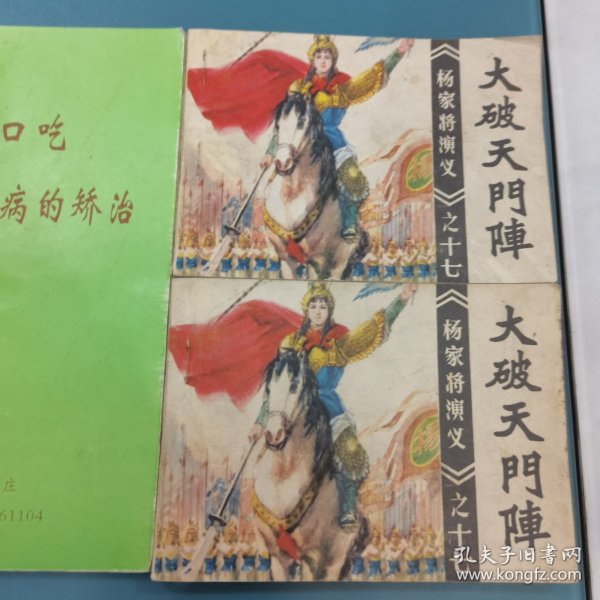 口吃
病的矫治
庄
61104
大破天門陣
《杨家将演义》之十七
大破天門陣
《杨家将演义》之十
杨
孔夫子旧书网
www.kongfz.com